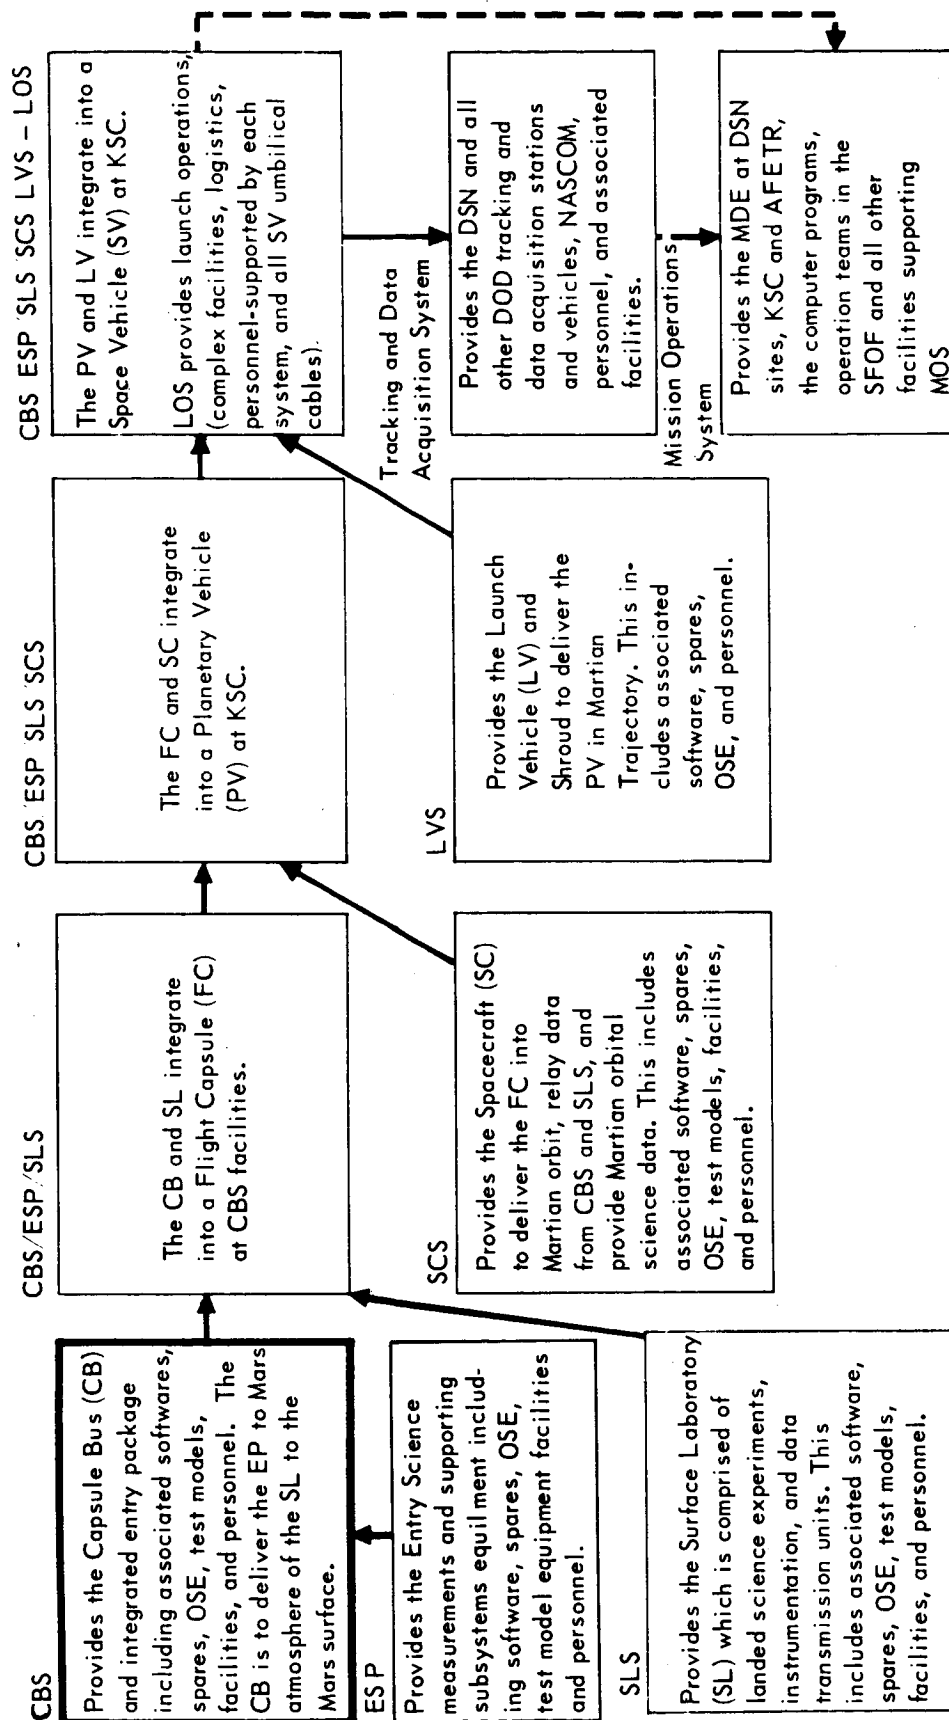 CBS
Provides the Capsule Bus (CB)
and integrated entry package
including associated softwares,
spares, OSE, test models,
facilities, and personnel. The
CB is to deliver the EP to Mars
atmosphere of the SL to the
Mars surface.
ESP
Provides the Entry Science
measurements and supporting
subsystems equilment includ-
ing software, spares, OSE,
test model equipment facilities
and personnel.
SLS
Provides the Surface Laboratory
(SL) which is comprised of
landed science experiments,
instrumentation, and data
transmission units. This
includes associated software,
spares, OSE, test models,
facilities, and personnel.
CBS/ESP/SLS
The CB and SL integrate
into a Flight Capsule (FC)
at CBS facilities.
SCS
Provides the Spacecraft (SC)
to deliver the FC into
Martian orbit, relay data
from CBS and SLS, and
provide Martian orbital
science data. This includes
associated software, spares,
OSE, test models, facilities,
and personnel.
CBS ESP SLS SCS
The FC and SC integrate
into a Planetary Vehicle
(PV) at KSC.
LVS
Provides the Launch
Vehicle (LV) and
Shroud to deliver the
PV in Martian
Trajectory. This in-
cludes associated
software, spares,
OSE, and personnel.
CBS ESP SLS SCS LVS - LOS
The PV and LV integrate into a
Space Vehicle (SV) at KSC.
LOS provides launch operations,
(complex facilities, logistics,
personnel-supported by each
system, and all SV umbilical
cables).
Tracking and Data
Acquisition System
Provides the DSN and all
other DOD tracking and
data acquisition stations
and vehicles, NASCOM,
personnel, and associated
facilities.
Mission Operations
System
Provides the MDE at DSN
sites, KSC and AFETR,
the computer programs,
operation teams in the
SFOF and all other
facilities supporting
MOS